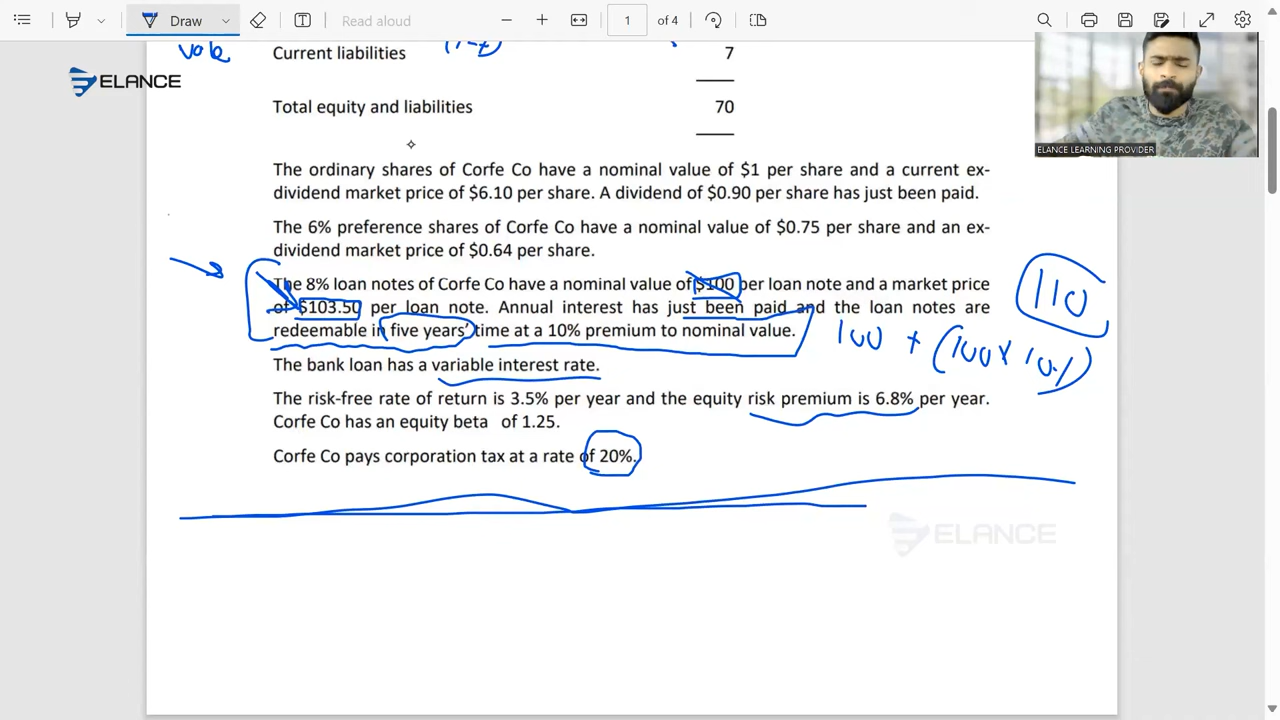 Draw
Read aloud
1 of 4
vale
ELANCE
Current liabilities (1-t) 7
Total equity and liabilities 70
ELANCE LEARNING PROVIDER
The ordinary shares of Corfe Co have a nominal value of $1 per share and a current ex-
dividend market price of $6.10 per share. A dividend of $0.90 per share has just been paid.
The 6% preference shares of Corfe Co have a nominal value of $0.75 per share and an ex-
dividend market price of $0.64 per share.
The 8% loan notes of Corfe Co have a nominal value of $100 per loan note and a market price
of $103.50 per loan note. Annual interest has just been paid and the loan notes are
redeemable in five years' time at a 10% premium to nominal value.
110
100 + (100 x 10%)
The bank loan has a variable interest rate.
The risk-free rate of return is 3.5% per year and the equity risk premium is 6.8% per year.
Corfe Co has an equity beta of 1.25.
Corfe Co pays corporation tax at a rate of 20%.
ELANCE